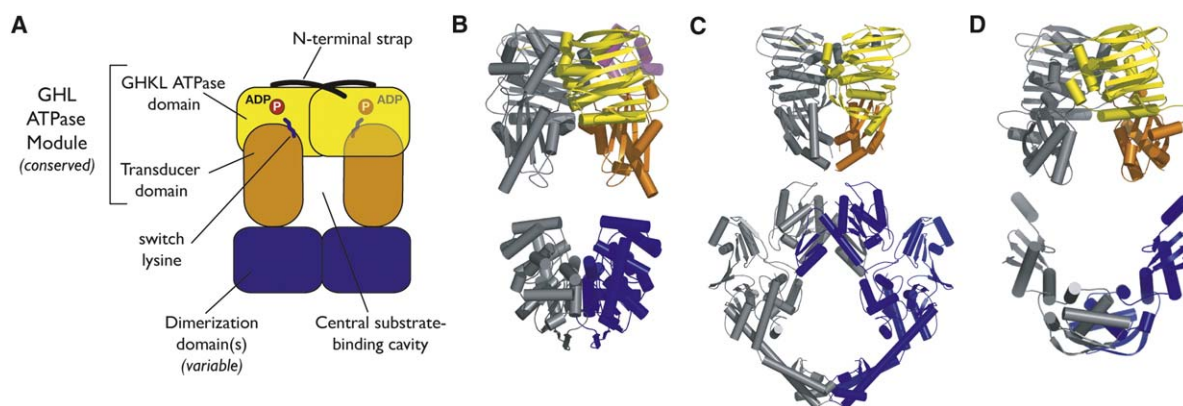 A
N-terminal strap
GHL
ATPase
Module
(conserved)
GHKL ATPase
domain
ADP
P
P
ADP
Transducer
domain
switch
lysine
Dimerization
domain(s)
(variable)
Central substrate-
binding cavity
B
C
D